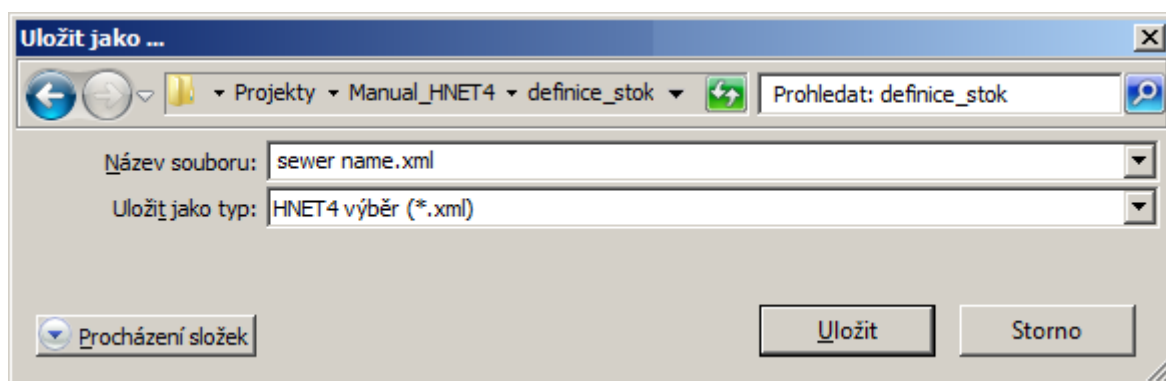 Uložit jako ...
Projekty Manual_HNET4 definice_stok Prohledat: definice_stok
Název souboru: sewer name.xml
Uložit jako typ: HNET4 výběr (*.xml)
Procházení složek Uložit Storno